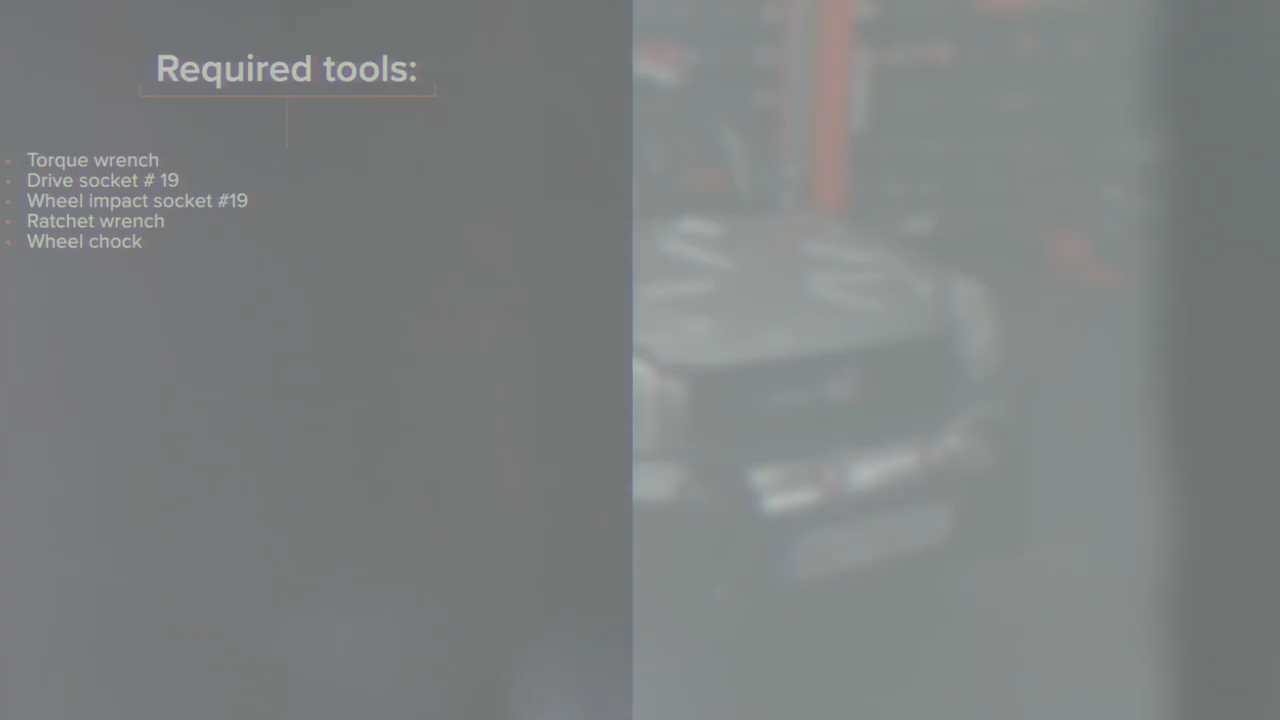 Required tools:
Torque wrench
Drive socket # 19
Wheel impact socket #19
Ratchet wrench
Wheel chock